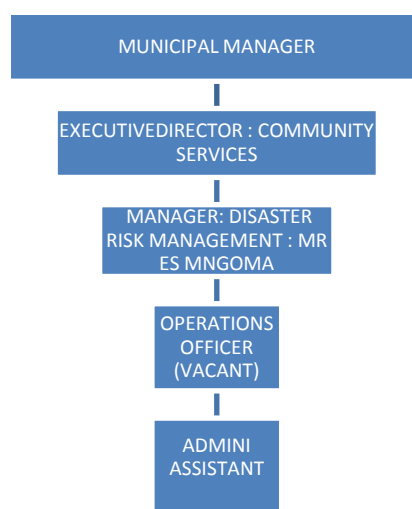 MUNICIPAL MANAGER
EXECUTIVEDIRECTOR : COMMUNITY
SERVICES
MANAGER: DISASTER
RISK MANAGEMENT : MR
ES MNGOMA
OPERATIONS
OFFICER
(VACANT)
ADMINI
ASSISTANT